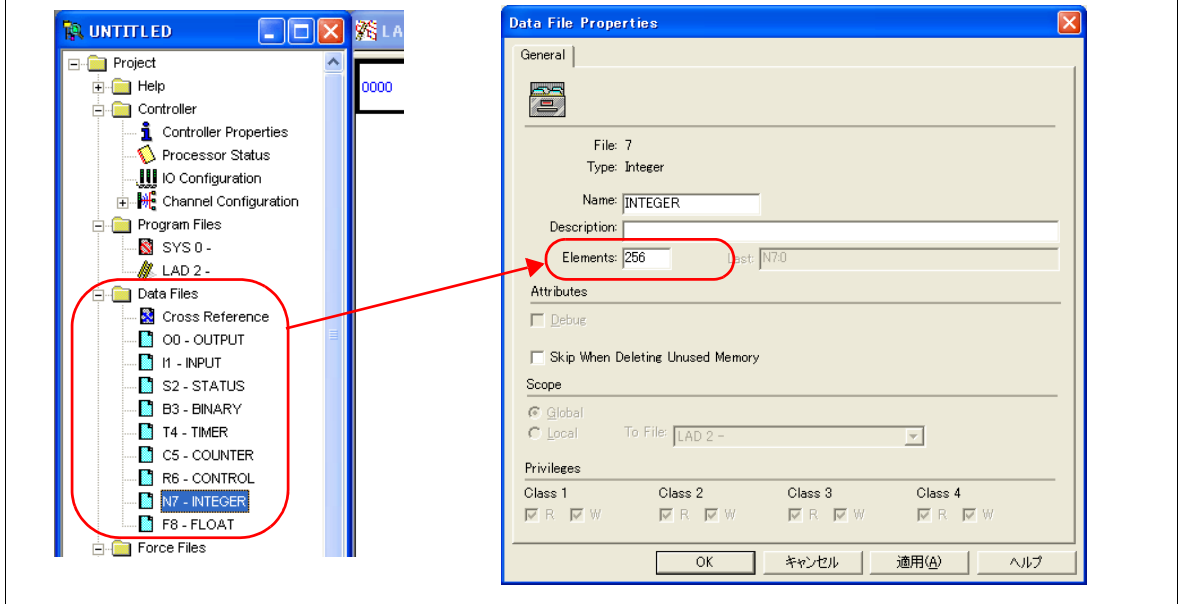 UNTITLED
LA
Project
Help
Controller
Controller Properties
Processor Status
IO Configuration
Channel Configuration
Program Files
SYS 0 -
LAD 2 -
Data Files
Cross Reference
O0 - OUTPUT
I1 - INPUT
S2 - STATUS
B3 - BINARY
T4 - TIMER
C5 - COUNTER
R6 - CONTROL
N7 - INTEGER
F8 - FLOAT
Force Files
0000
Data File Properties
General
File: 7
Type: Integer
Name: INTEGER
Description:
Elements: 256 Last: N7:0
Attributes
Debug
Skip When Deleting Unused Memory
Scope
Global
Local To File: LAD 2 -
Privileges
Class 1 Class 2 Class 3 Class 4
R W R W R W R W
OK キャンセル 適用(A) ヘルプ